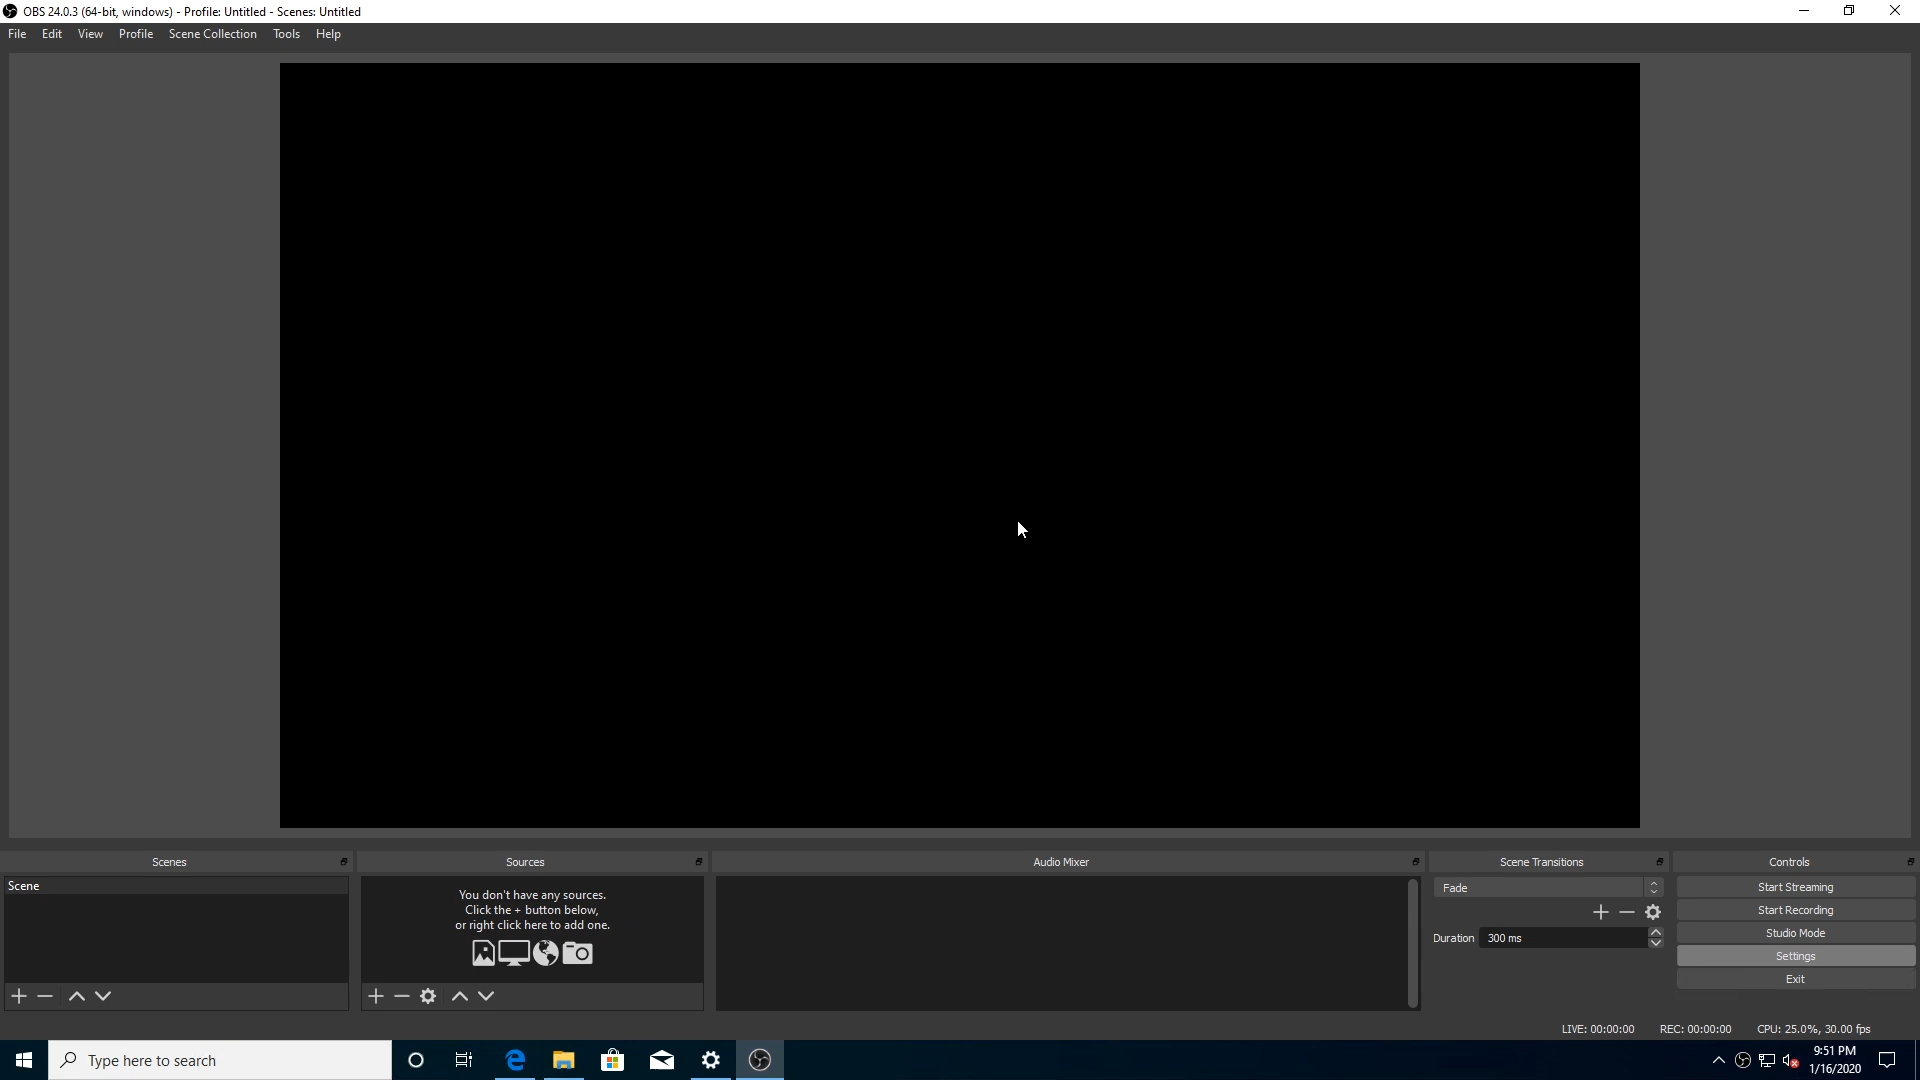 OBS 24.0.3 (64-bit, windows) - Profile: Untitled - Scenes: Untitled
File Edit View Profile Scene Collection Tools Help
Scenes
Sources
Audio Mixer
Scene Transitions
Controls
Scene
You don't have any sources.
Click the + button below,
or right click here to add one.
Fade
Duration 300 ms
Start Streaming
Start Recording
Studio Mode
Settings
Exit
LIVE: 00:00:00 REC: 00:00:00 CPU: 25.0%, 30.00 fps
Type here to search
9:51 PM
1/16/2020